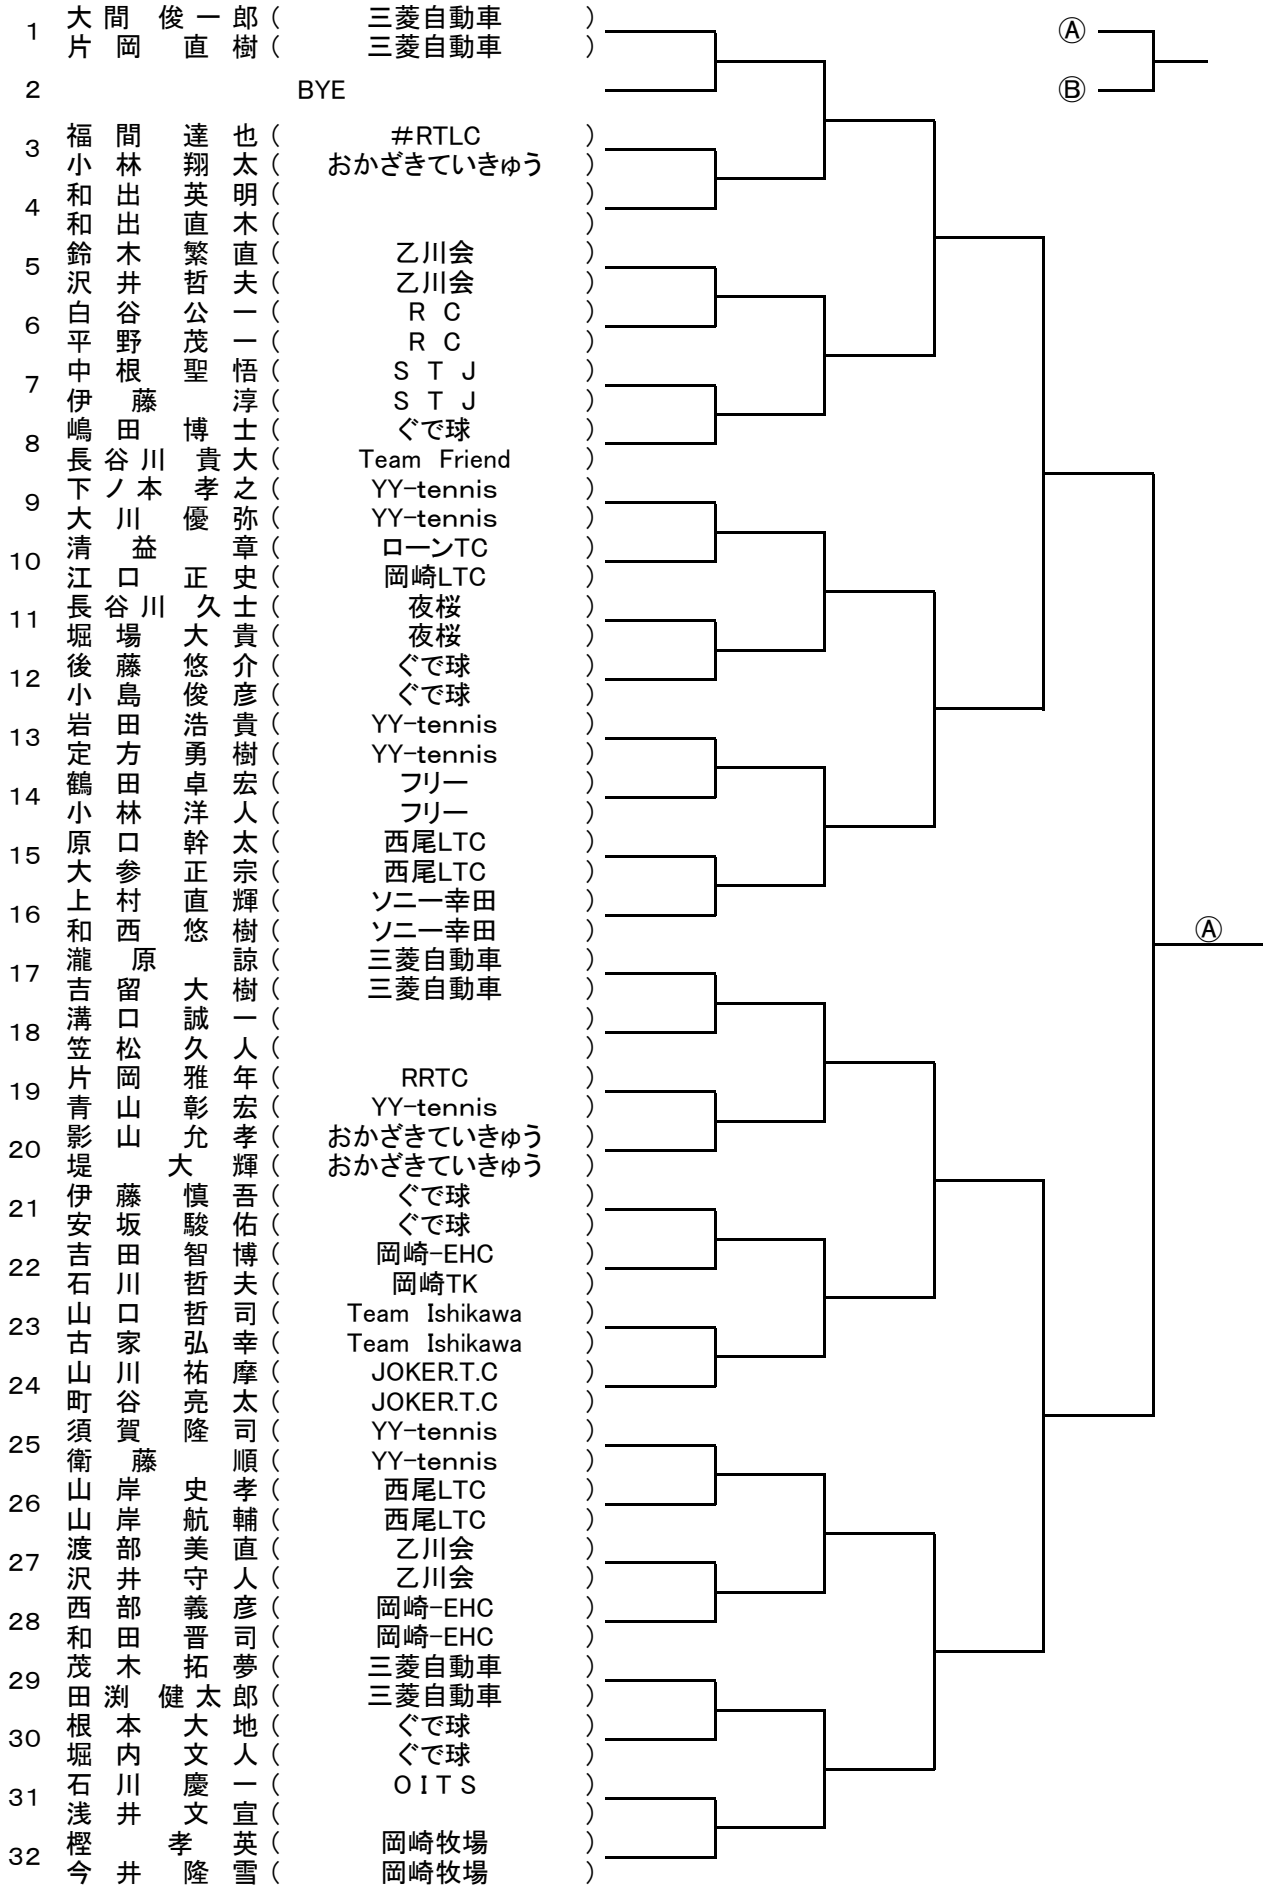 大間 俊一郎 ( 三菱自動車 ) Ⓐ
1
片岡 直樹 ( 三菱自動車 )
2 BYE Ⓑ
福間 達也 ( #RTLC )
3
小林 翔太 ( おかざきていきゅう )
和出 英明 ( )
4
和出 直木 ( )
鈴木 繁直 ( 乙川会 )
5
沢井 哲夫 ( 乙川会 )
白谷 公一 ( R C )
6
平野 茂一 ( R C )
中根 聖悟 ( S T J )
7
伊藤 淳 ( S T J )
嶋田 博士 ( ぐで球 )
8
長谷川 貴大 ( Team Friend )
下ノ本 孝之 ( YY-tennis )
9
大川 優弥 ( YY-tennis )
清益 章 ( ローンTC )
10
江口 正史 ( 岡崎LTC )
長谷川 久士 ( 夜桜 )
11
堀場 大貴 ( 夜桜 )
後藤 悠介 ( ぐで球 )
12
小島 俊彦 ( ぐで球 )
岩田 浩貴 ( YY-tennis )
13
定方 勇樹 ( YY-tennis )
鶴田 卓宏 ( フリー )
14
小林 洋人 ( フリー )
原口 幹太 ( 西尾LTC )
15
大参 正宗 ( 西尾LTC )
上村 直輝 ( ソニー幸田 )
16
和西 悠樹 ( ソニー幸田 ) Ⓐ
瀧原 諒 ( 三菱自動車 )
17
吉留 大樹 ( 三菱自動車 )
溝口 誠一 ( )
18
笠松 久人 ( )
片岡 雅年 ( RRTC )
19
青山 彰宏 ( YY-tennis )
影山 允孝 ( おかざきていきゅう )
20
堤 大輝 ( おかざきていきゅう )
伊藤 慎吾 ( ぐで球 )
21
安坂 駿佑 ( ぐで球 )
吉田 智博 ( 岡崎-EHC )
22
石川 哲夫 ( 岡崎TK )
山口 哲司 ( Team Ishikawa )
23
古家 弘幸 ( Team Ishikawa )
山川 祐摩 ( JOKER.T.C )
24
町谷 亮太 ( JOKER.T.C )
須賀 隆司 ( YY-tennis )
25
衛藤 順 ( YY-tennis )
山岸 史孝 ( 西尾LTC )
26
山岸 航輔 ( 西尾LTC )
渡部 美直 ( 乙川会 )
27
沢井 守人 ( 乙川会 )
西部 義彦 ( 岡崎-EHC )
28
和田 晋司 ( 岡崎-EHC )
茂木 拓夢 ( 三菱自動車 )
29
田渕 健太郎 ( 三菱自動車 )
根本 大地 ( ぐで球 )
30
堀内 文人 ( ぐで球 )
石川 慶一 ( OITS )
31
浅井 文宣 ( )
樫 孝英 ( 岡崎牧場 )
32
今井 隆雪 ( 岡崎牧場 )